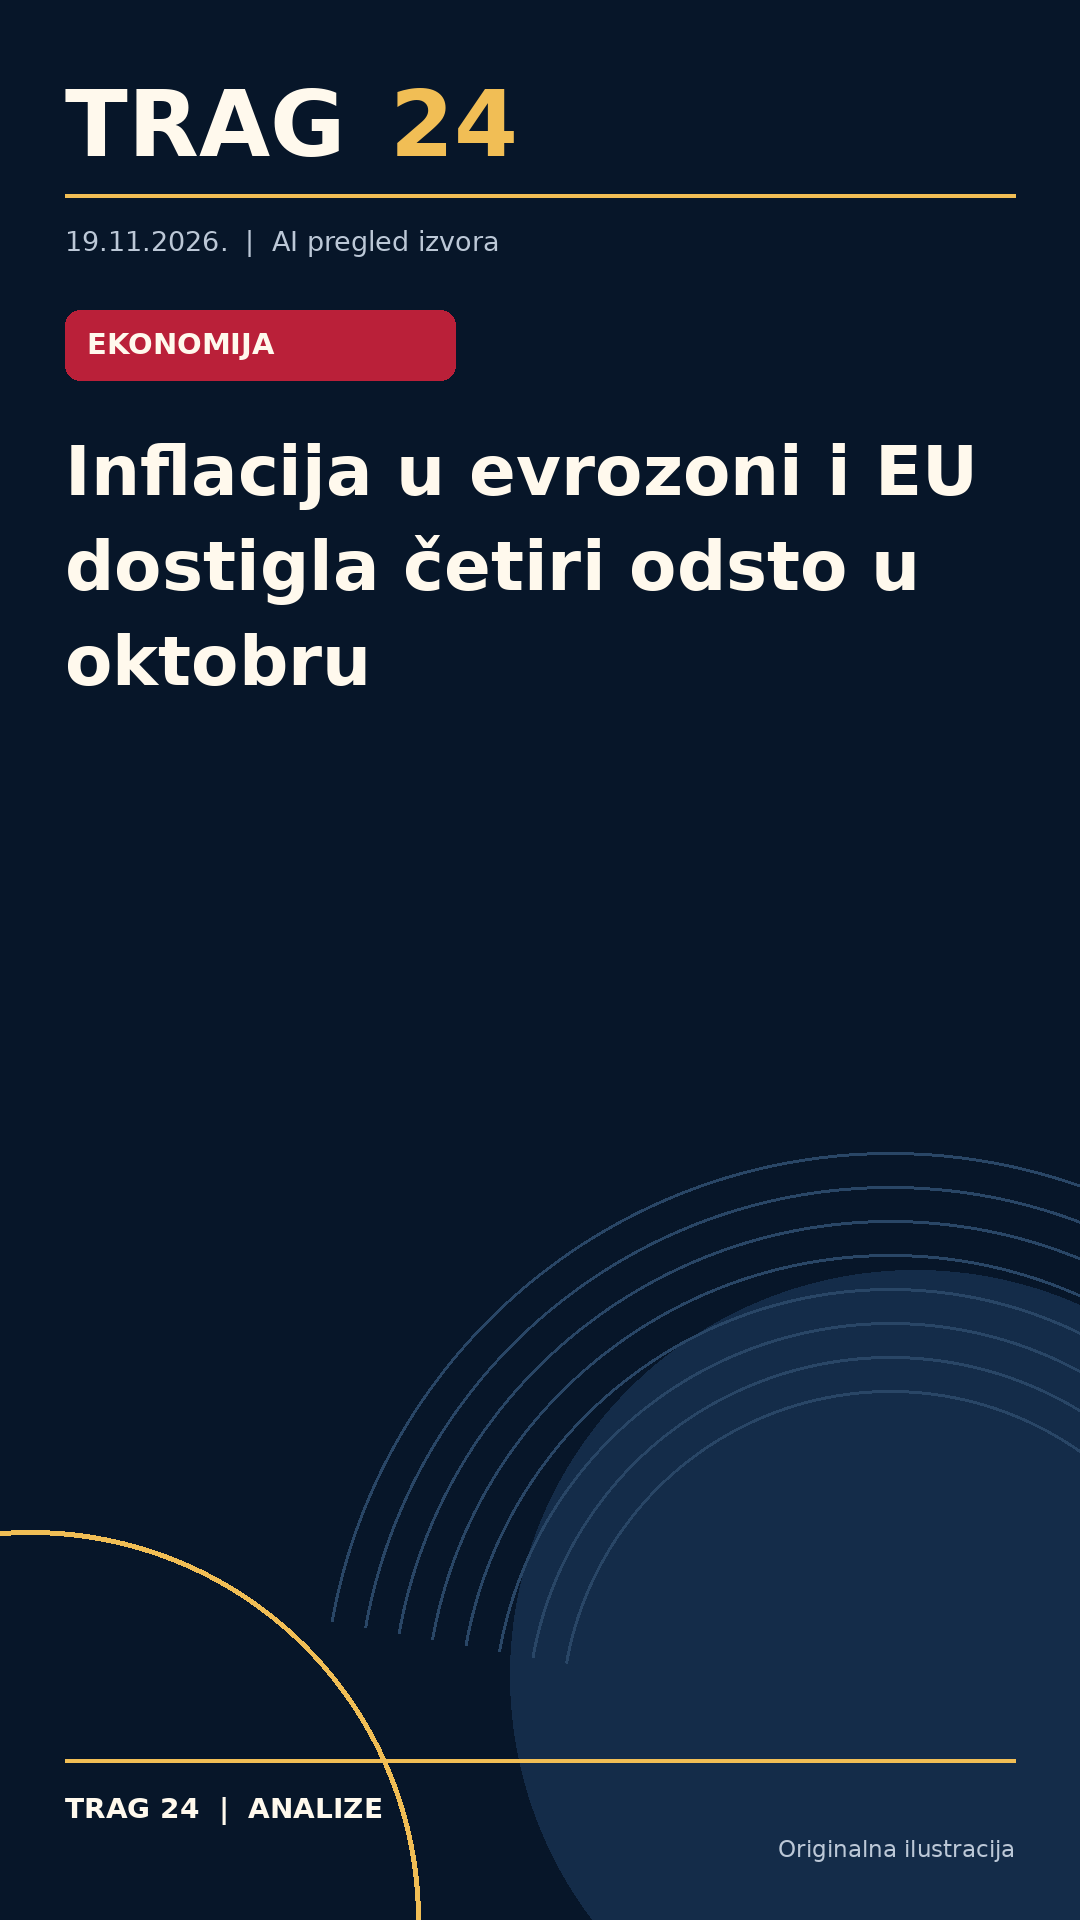 TRAG 24
19.11.2026. | AI pregled izvora
EKONOMIJA
Inflacija u evrozoni i EU
dostigla četiri odsto u
oktobru
TRAG 24 | ANALIZE
Originalna ilustracija